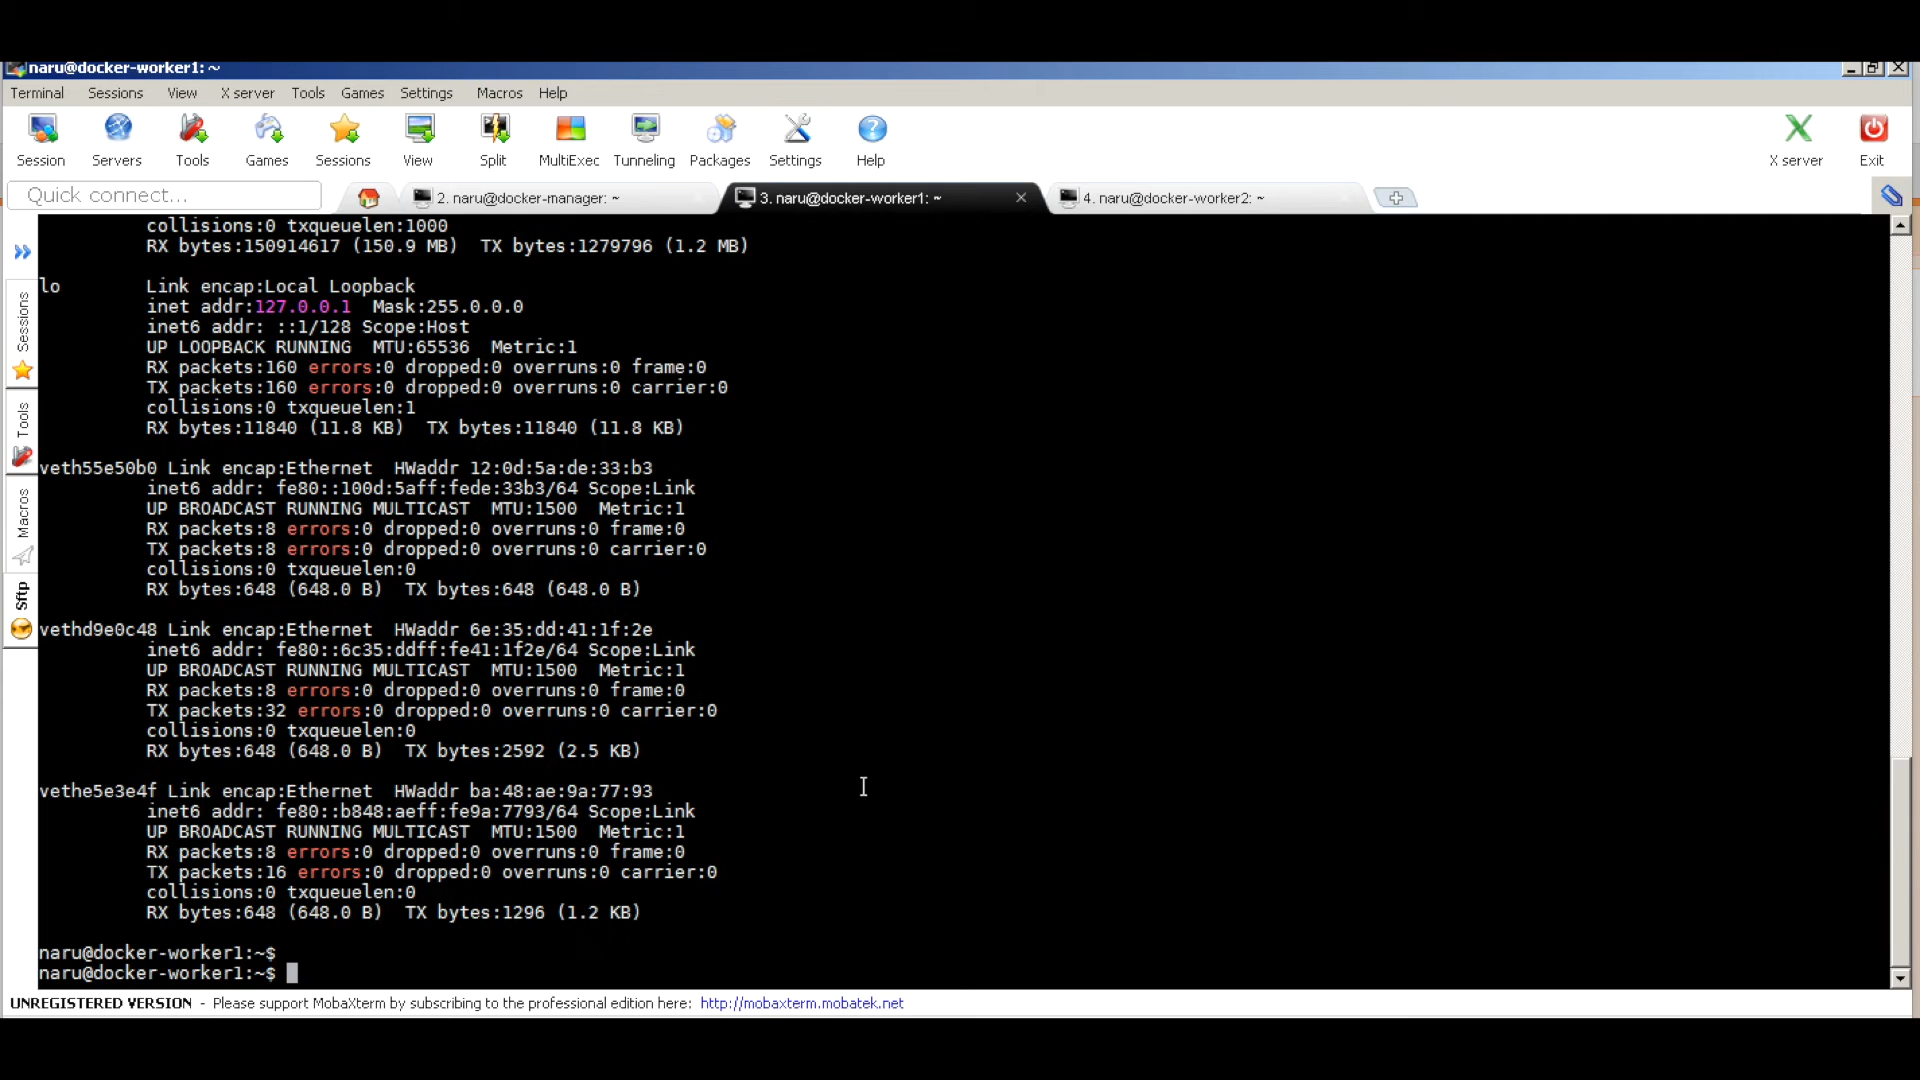 naru@docker-worker1: ~
Terminal Sessions View X server Tools Games Settings Macros Help
Session Servers Tools Games Sessions View Split MultiExec Tunneling Packages Settings Help X server Exit
Quick connect...
2. naru@docker-manager: ~
3. naru@docker-worker1: ~
4. naru@docker-worker2: ~
Sessions
Tools
Macros
Sftp
collisions:0 txqueuelen:1000
RX bytes:150914617 (150.9 MB)  TX bytes:1279796 (1.2 MB)
lo        Link encap:Local Loopback
inet addr:127.0.0.1  Mask:255.0.0.0
inet6 addr: ::1/128 Scope:Host
UP LOOPBACK RUNNING  MTU:65536  Metric:1
RX packets:160 errors:0 dropped:0 overruns:0 frame:0
TX packets:160 errors:0 dropped:0 overruns:0 carrier:0
collisions:0 txqueuelen:1
RX bytes:11840 (11.8 KB)  TX bytes:11840 (11.8 KB)
veth55e50b0 Link encap:Ethernet  HWaddr 12:0d:5a:de:33:b3
inet6 addr: fe80::100d:5aff:fede:33b3/64 Scope:Link
UP BROADCAST RUNNING MULTICAST  MTU:1500  Metric:1
RX packets:8 errors:0 dropped:0 overruns:0 frame:0
TX packets:8 errors:0 dropped:0 overruns:0 carrier:0
collisions:0 txqueuelen:0
RX bytes:648 (648.0 B)  TX bytes:648 (648.0 B)
vethd9e0c48 Link encap:Ethernet  HWaddr 6e:35:dd:41:1f:2e
inet6 addr: fe80::6c35:ddff:fe41:1f2e/64 Scope:Link
UP BROADCAST RUNNING MULTICAST  MTU:1500  Metric:1
RX packets:8 errors:0 dropped:0 overruns:0 frame:0
TX packets:32 errors:0 dropped:0 overruns:0 carrier:0
collisions:0 txqueuelen:0
RX bytes:648 (648.0 B)  TX bytes:2592 (2.5 KB)
vethe5e3e4f Link encap:Ethernet  HWaddr ba:48:ae:9a:77:93
inet6 addr: fe80::b848:aeff:fe9a:7793/64 Scope:Link
UP BROADCAST RUNNING MULTICAST  MTU:1500  Metric:1
RX packets:8 errors:0 dropped:0 overruns:0 frame:0
TX packets:16 errors:0 dropped:0 overruns:0 carrier:0
collisions:0 txqueuelen:0
RX bytes:648 (648.0 B)  TX bytes:1296 (1.2 KB)
naru@docker-worker1:~$
naru@docker-worker1:~$
UNREGISTERED VERSION - Please support MobaXterm by subscribing to the professional edition here: http://mobaxterm.mobatek.net